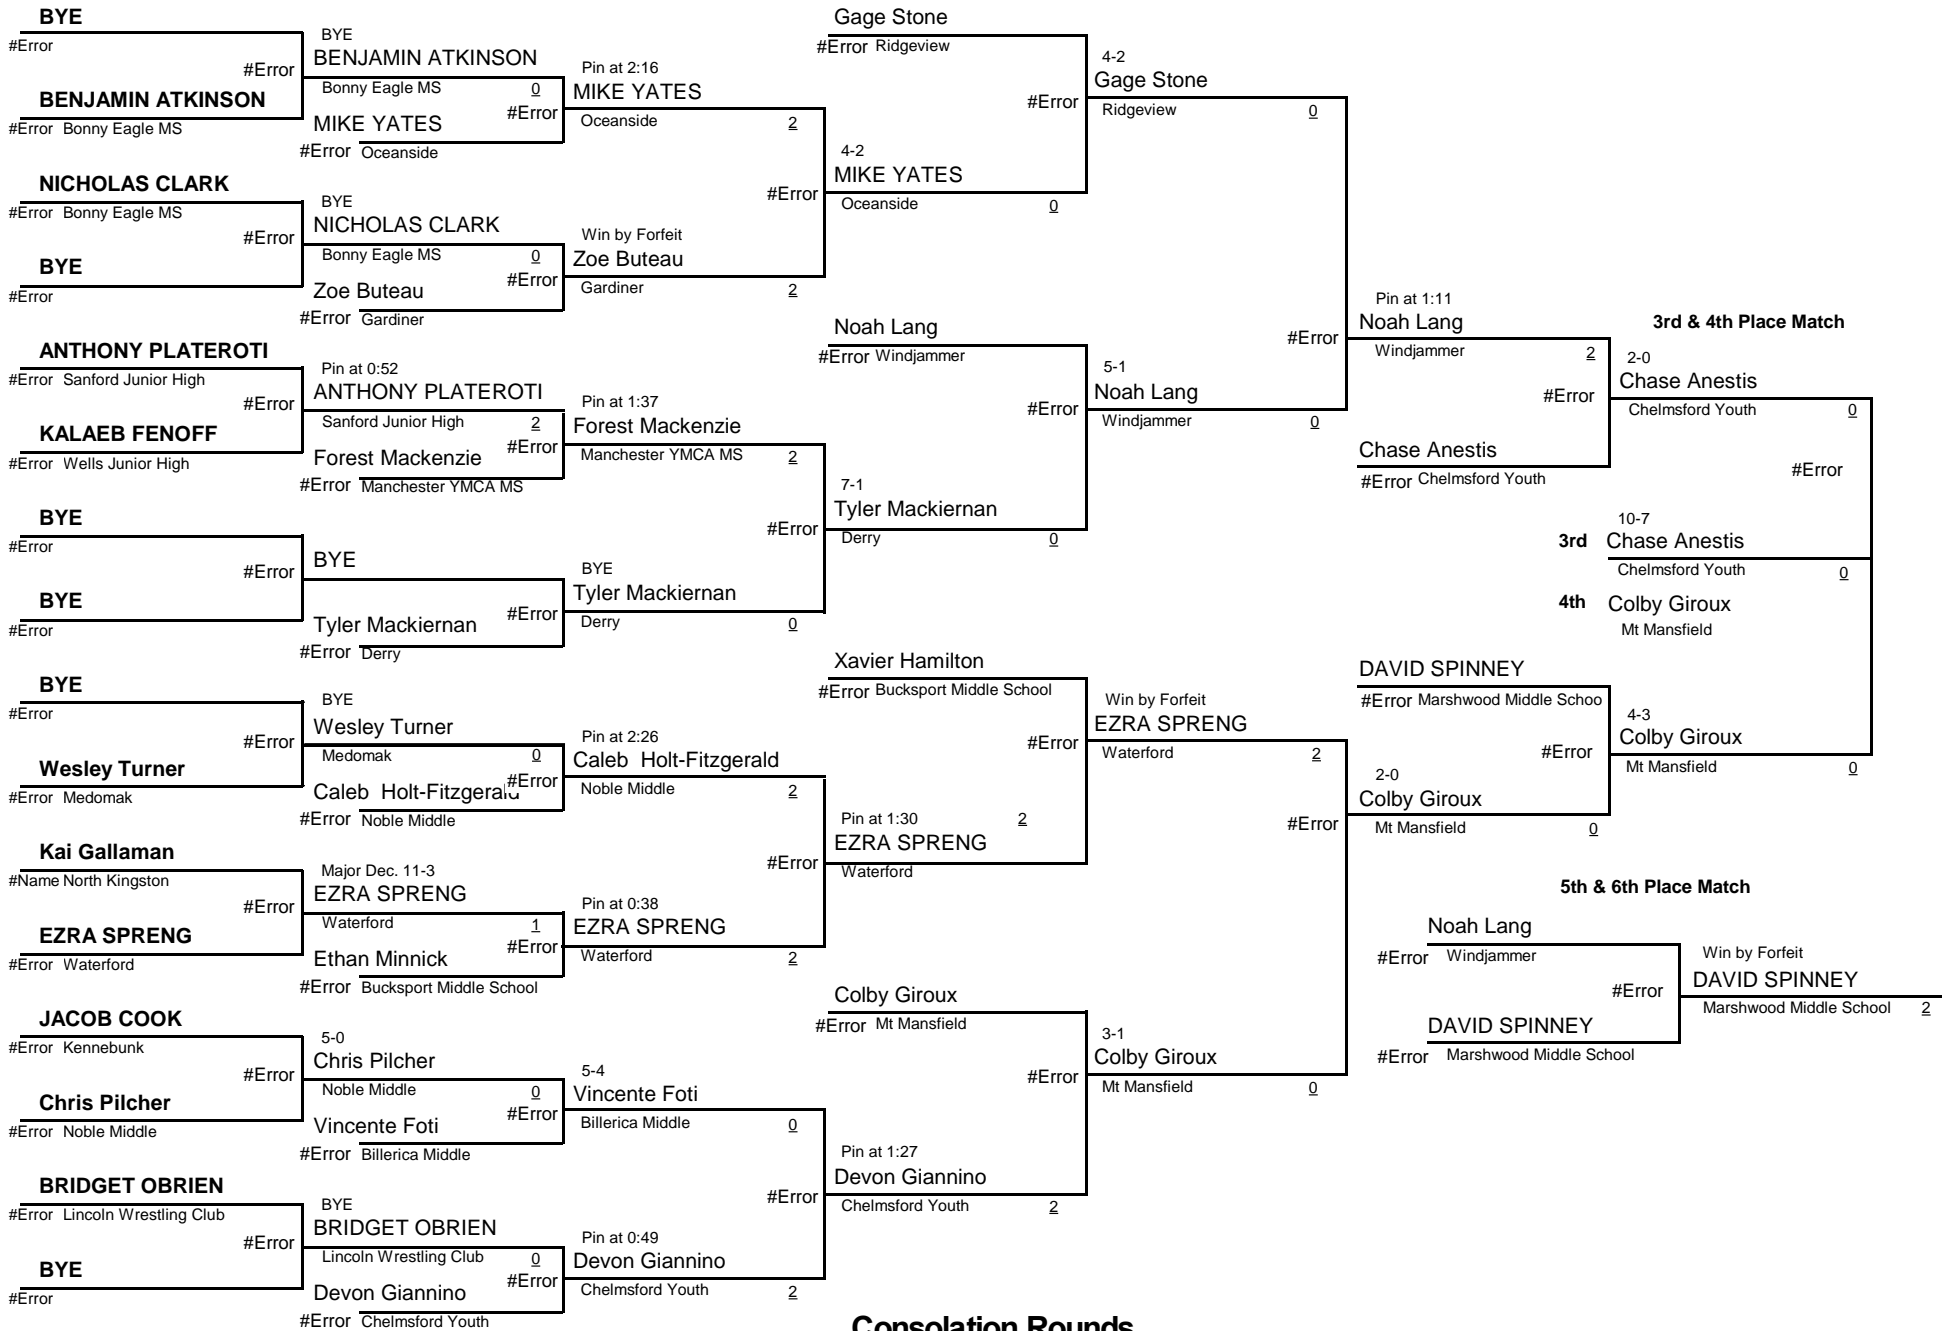 BYE
#Error
#Error
BENJAMIN ATKINSON
#Error Bonny Eagle MS
NICHOLAS CLARK
#Error Bonny Eagle MS
#Error
BYE
#Error
ANTHONY PLATEROTI
#Error Sanford Junior High
#Error
KALAEB FENOFF
#Error Wells Junior High
BYE
#Error
#Error
BYE
#Error
BYE
#Error
#Error
Wesley Turner
#Error Medomak
Kai Gallaman
#Name North Kingston
#Error
EZRA SPRENG
#Error Waterford
JACOB COOK
#Error Kennebunk
#Error
Chris Pilcher
#Error Noble Middle
BRIDGET OBRIEN
#Error Lincoln Wrestling Club
#Error
BYE
#Error
BYE
BENJAMIN ATKINSON
Bonny Eagle MS 0
#Error
MIKE YATES
#Error Oceanside
BYE
NICHOLAS CLARK
Bonny Eagle MS 0
#Error
Zoe Buteau
#Error Gardiner
Pin at 0:52
ANTHONY PLATEROTI
Sanford Junior High 2
#Error
Forest Mackenzie
#Error Manchester YMCA MS
BYE
#Error
Tyler Mackiernan
#Error Derry
BYE
Wesley Turner
Medomak 0
#Error
Caleb Holt-Fitzgerald
#Error Noble Middle
Major Dec. 11-3
EZRA SPRENG
Waterford 1
#Error
Ethan Minnick
#Error Bucksport Middle School
5-0
Chris Pilcher
Noble Middle 0
#Error
Vincente Foti
#Error Billerica Middle
BYE
BRIDGET OBRIEN
Lincoln Wrestling Club 0
#Error
Devon Giannino
#Error Chelmsford Youth
Pin at 2:16
MIKE YATES
Oceanside 2
#Error
Win by Forfeit
Zoe Buteau
Gardiner 2
Pin at 1:37
Forest Mackenzie
Manchester YMCA MS 2
#Error
BYE
Tyler Mackiernan
Derry 0
Pin at 2:26
Caleb Holt-Fitzgerald
Noble Middle 2
#Error
Pin at 0:38
EZRA SPRENG
Waterford 2
5-4
Vincente Foti
Billerica Middle 0
#Error
Pin at 0:49
Devon Giannino
Chelmsford Youth 2
Gage Stone
#Error Ridgeview
#Error
4-2
MIKE YATES
Oceanside 0
Noah Lang
#Error Windjammer
#Error
7-1
Tyler Mackiernan
Derry 0
Xavier Hamilton
#Error Bucksport Middle School
#Error
Pin at 1:30 2
EZRA SPRENG
Waterford
Colby Giroux
#Error Mt Mansfield
#Error
Pin at 1:27
Devon Giannino
Chelmsford Youth 2
4-2
Gage Stone
Ridgeview 0
#Error
5-1
Noah Lang
Windjammer 0
Win by Forfeit
EZRA SPRENG
Waterford 2
#Error
3-1
Colby Giroux
Mt Mansfield 0
Pin at 1:11
Noah Lang
Windjammer 2
#Error
Chase Anestis
#Error Chelmsford Youth
DAVID SPINNEY
#Error Marshwood Middle Schoo
#Error
2-0
Colby Giroux
Mt Mansfield 0
3rd & 4th Place Match
2-0
Chase Anestis
Chelmsford Youth 0
#Error
10-7
3rd Chase Anestis
Chelmsford Youth 0
4th Colby Giroux
Mt Mansfield
4-3
Colby Giroux
Mt Mansfield 0
5th & 6th Place Match
Noah Lang
#Error Windjammer
#Error
DAVID SPINNEY
#Error Marshwood Middle School
Win by Forfeit
DAVID SPINNEY
Marshwood Middle School 2
Consolation Rounds